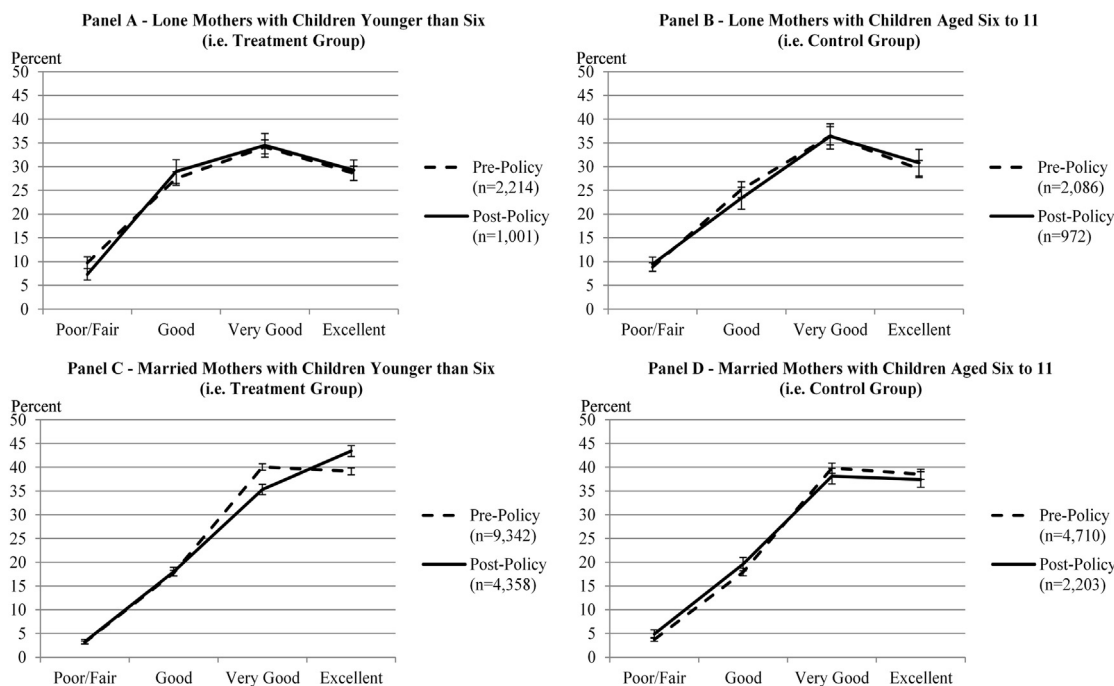 Panel A - Lone Mothers with Children Younger than Six
(i.e. Treatment Group)
Percent
50
45
40
35
30
25
20
15
10
5
0
Poor/Fair Good Very Good Excellent
Pre-Policy
(n=2,214)
Post-Policy
(n=1,001)
Panel B - Lone Mothers with Children Aged Six to 11
(i.e. Control Group)
Percent
50
45
40
35
30
25
20
15
10
5
0
Poor/Fair Good Very Good Excellent
Pre-Policy
(n=2,086)
Post-Policy
(n=972)
Panel C - Married Mothers with Children Younger than Six
(i.e. Treatment Group)
Percent
50
45
40
35
30
25
20
15
10
5
0
Poor/Fair Good Very Good Excellent
Pre-Policy
(n=9,342)
Post-Policy
(n=4,358)
Panel D - Married Mothers with Children Aged Six to 11
(i.e. Control Group)
Percent
50
45
40
35
30
25
20
15
10
5
0
Poor/Fair Good Very Good Excellent
Pre-Policy
(n=4,710)
Post-Policy
(n=2,203)